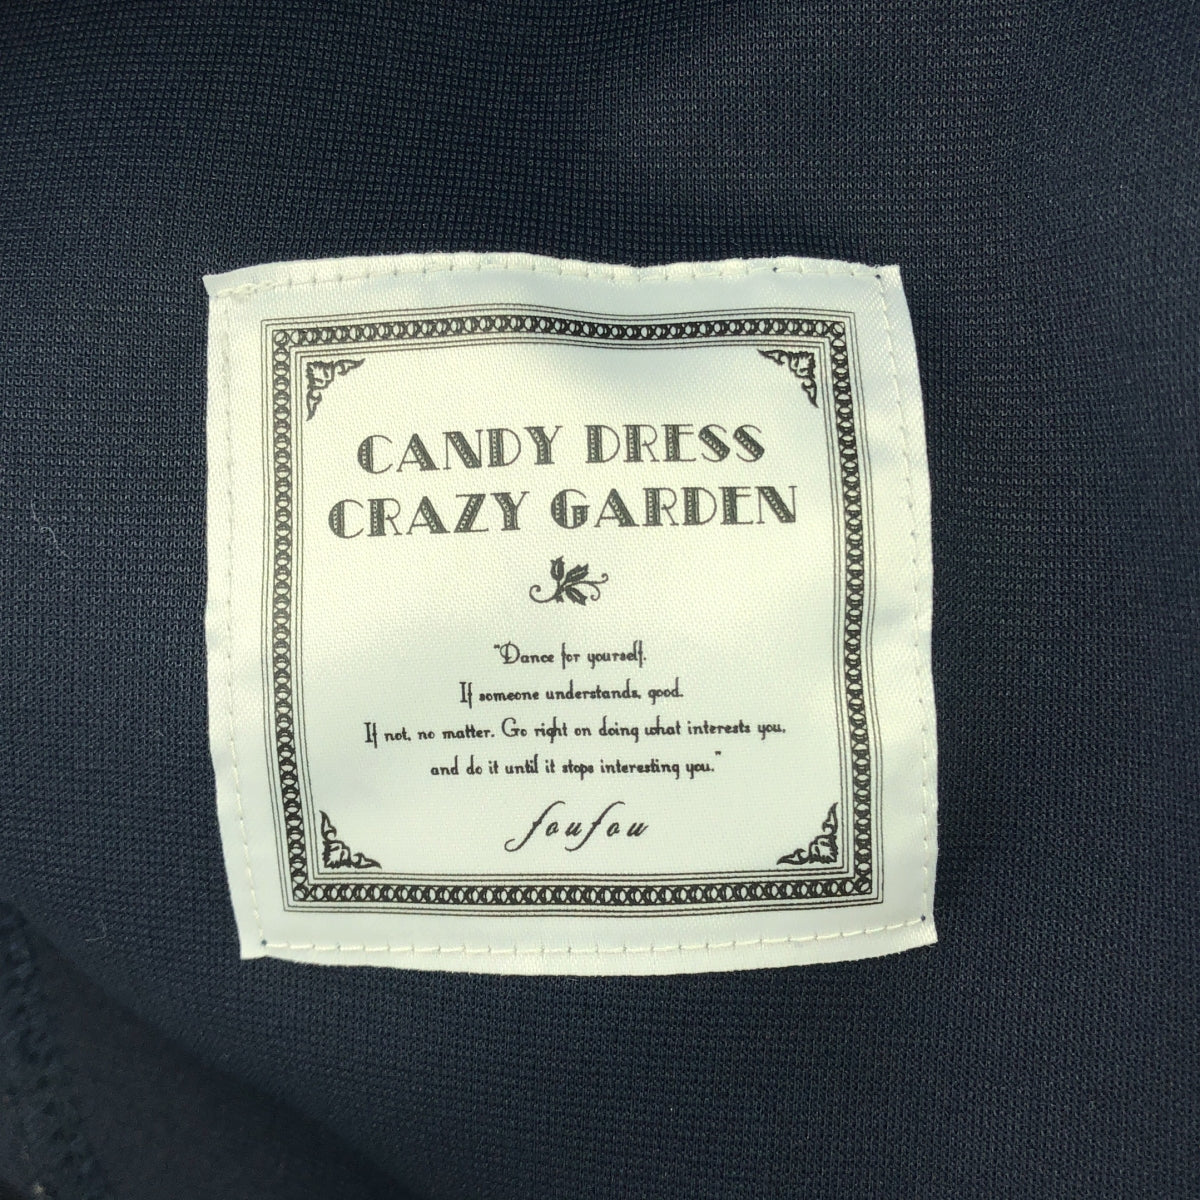 CANDY DRESS
CRAZY GARDEN
"Dance for yourself.
If someone understands, good.
If not, no matter. Go right on doing what interests you,
and do it until it stops interesting you."
foufou